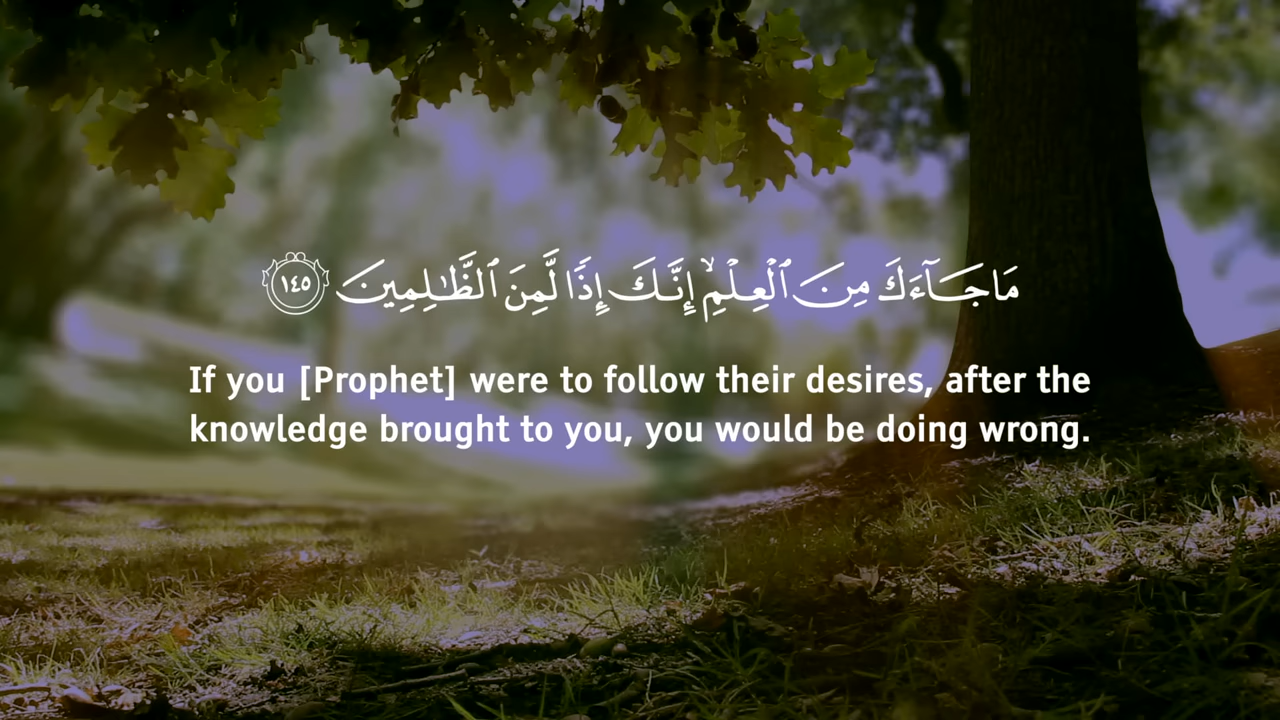 مَا جَآءَكَ مِنَ ٱلْعِلْمِ ۙ إِنَّكَ إِذًا لَّمِنَ ٱلظَّـٰلِمِينَ ١٤٥
If you [Prophet] were to follow their desires, after the
knowledge brought to you, you would be doing wrong.